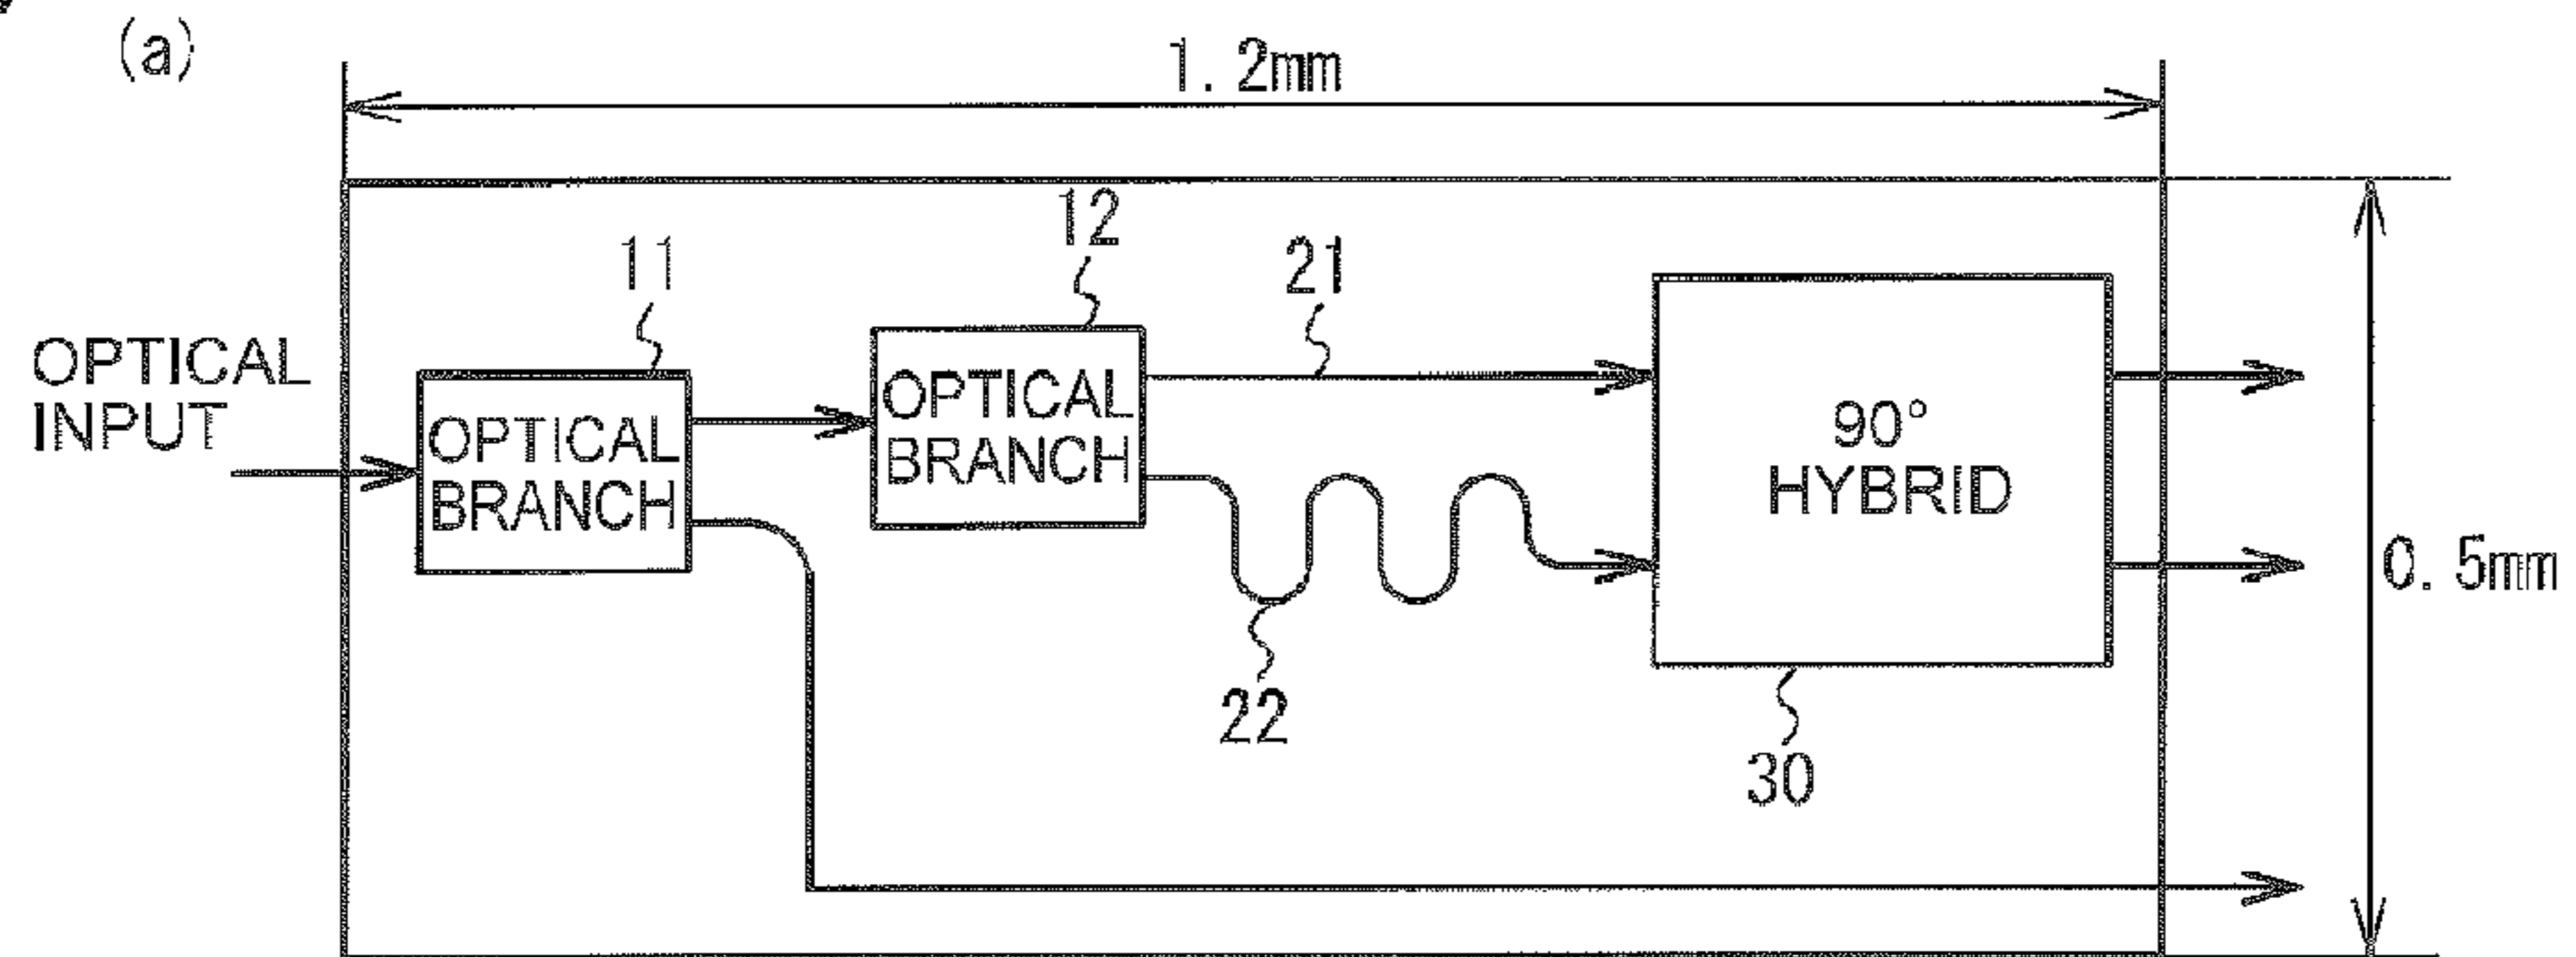 (a)
1. 2mm
12
11
21
OPTICAL
INPUT
OPTICAL
BRANCH
OPTICAL
BRANCH
90°
HYBRID
0. 5mm
22
30